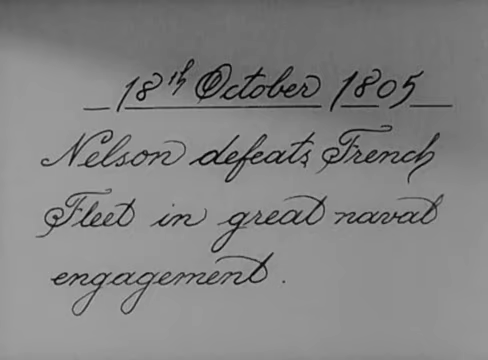 18th October 1805
Nelson defeats French
Fleet in great naval
engagement.